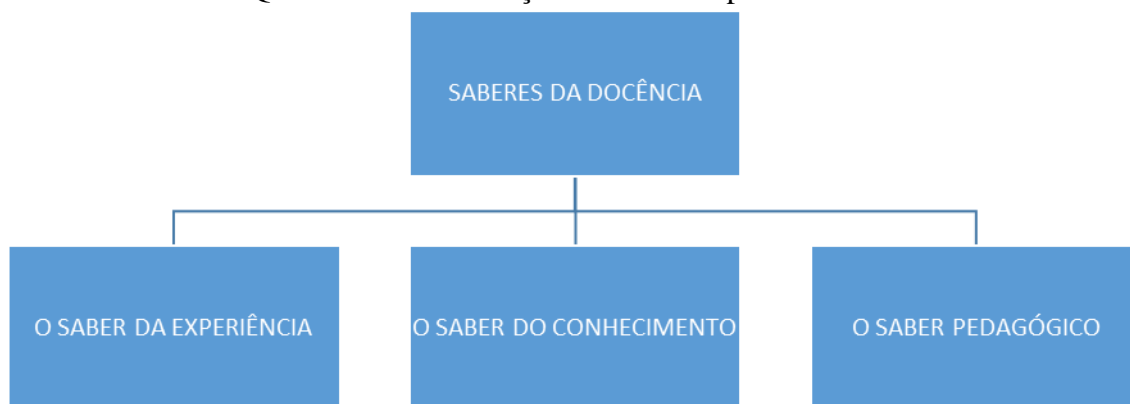 SABERES DA DOCÊNCIA
O SABER DA EXPERIÊNCIA
O SABER DO CONHECIMENTO
O SABER PEDAGÓGICO